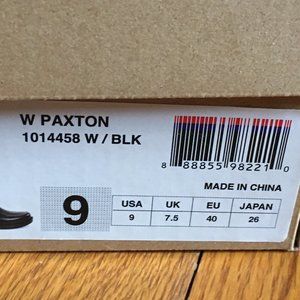 W PAXTON
1014458 W / BLK
8 88855 98221 0
MADE IN CHINA
9
USA UK EU JAPAN
9 7.5 40 26